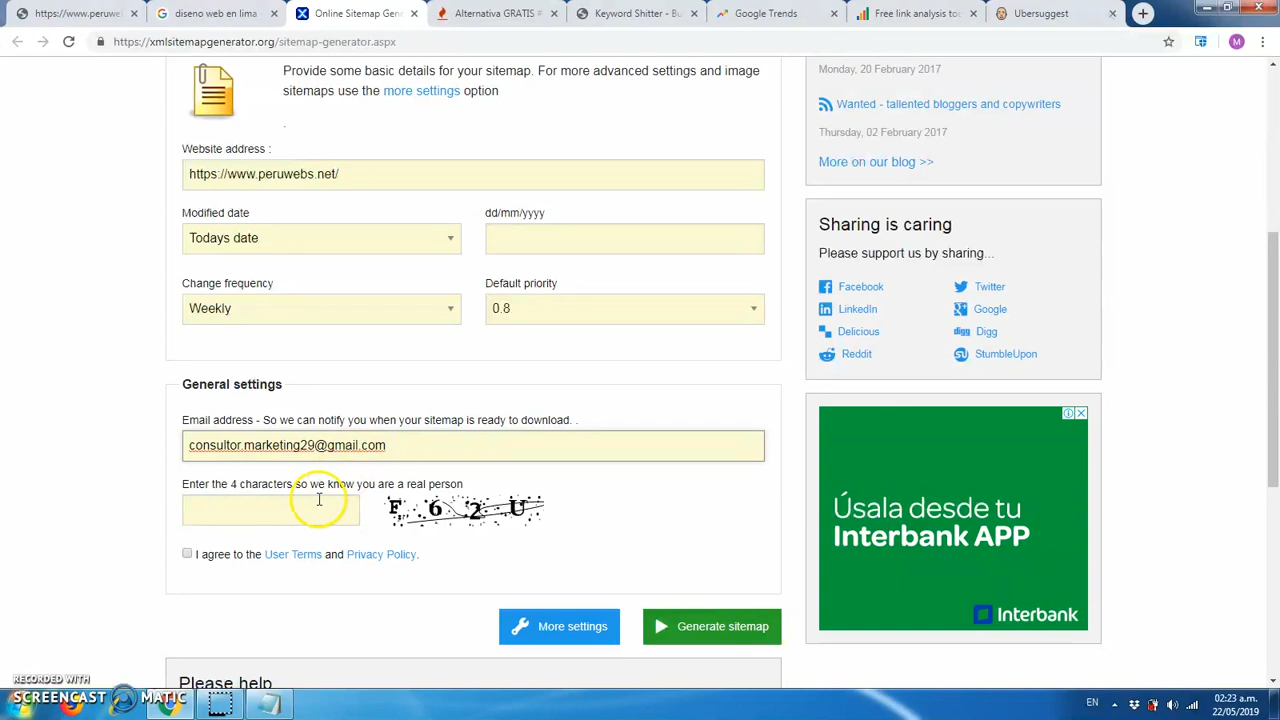 https://www.peruwebs
diseno web en lima
Online Sitemap Gene
Alternativa GRATIS
Keyword Shitter - Bu
Google Trends
Free link analysis to
Ubersuggest
https://xmlsitemapgenerator.org/sitemap-generator.aspx
M
Provide some basic details for your sitemap. For more advanced settings and image
sitemaps use the more settings option
.
Website address :
https://www.peruwebs.net/
Modified date
dd/mm/yyyy
Todays date
Change frequency
Default priority
Weekly
0.8
General settings
Email address - So we can notify you when your sitemap is ready to download. .
consultor.marketing29@gmail.com
Enter the 4 characters so we know you are a real person
F 6 2 U
I agree to the User Terms and Privacy Policy.
More settings
Generate sitemap
Please help
Monday, 20 February 2017
Wanted - tallented bloggers and copywriters
Thursday, 02 February 2017
More on our blog >>
Sharing is caring
Please support us by sharing...
Facebook
Twitter
LinkedIn
Google
Delicious
digg Digg
Reddit
StumbleUpon
Úsala desde tu
Interbank APP
Interbank
RECORDED WITH
SCREENCAST MATIC
EN
02:23 a.m.
22/05/2019